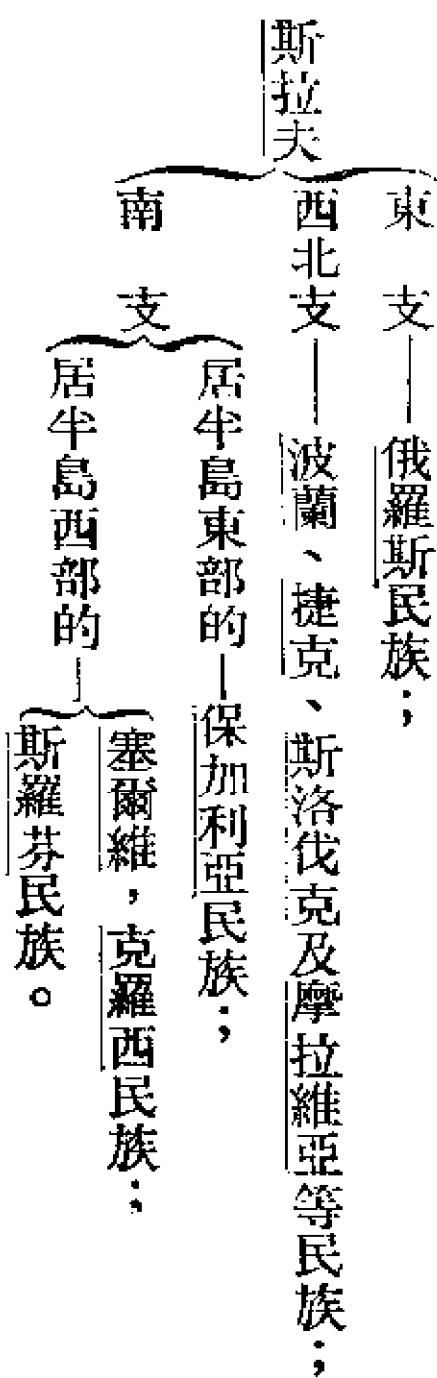 斯拉夫
東支——俄羅斯民族；
西北支——波蘭、捷克、斯洛伐克及摩拉維亞等民族；
南支
居半島東部的—保加利亞民族；
居半島西部的—
塞爾維，克羅西民族；
斯羅芬民族。